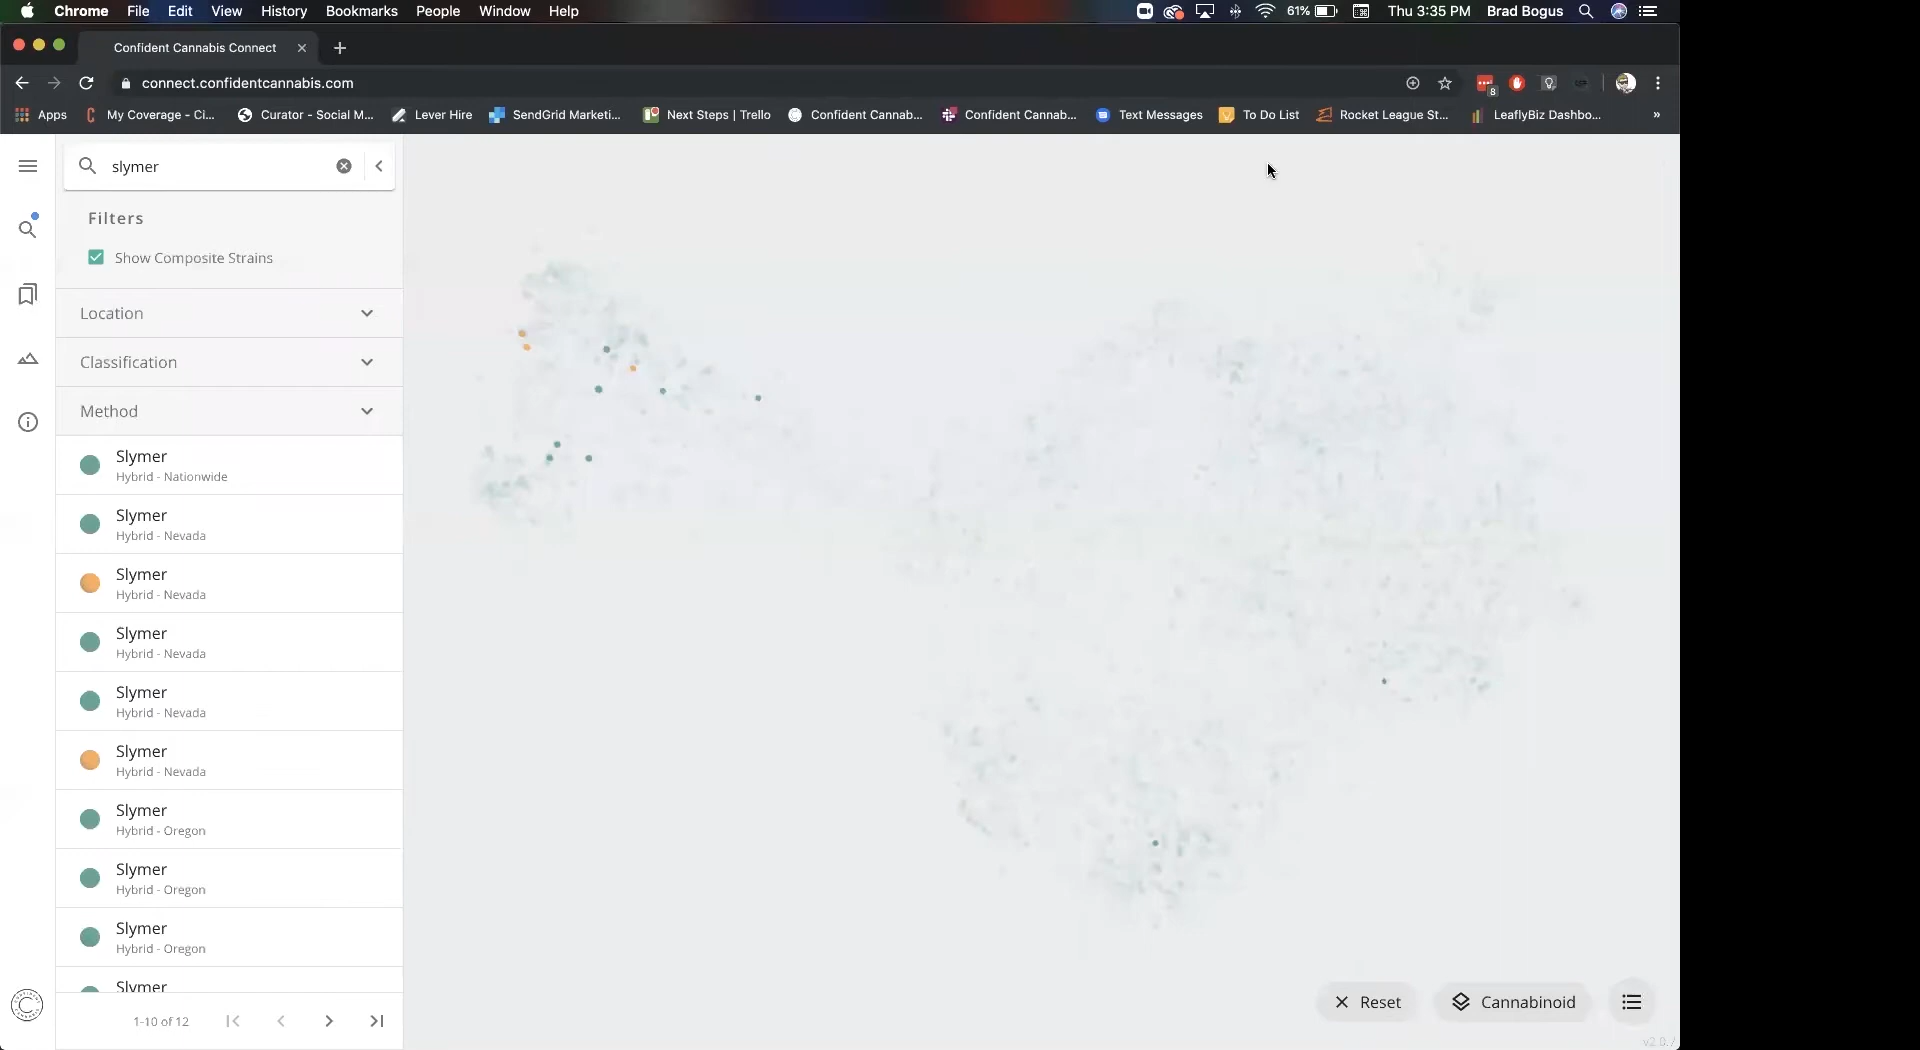 Chrome File Edit View History Bookmarks People Window Help 61% Thu 3:35 PM Brad Bogus
Confident Cannabis Connect
connect.confidentcannabis.com
8
Apps My Coverage - Ci... Curator - Social M... Lever Hire SendGrid Marketi... Next Steps | Trello Confident Cannab... Confident Cannab... Text Messages To Do List Rocket League St... LeaflyBiz Dashbo... »
slymer
Filters
Show Composite Strains
Location
Classification
Method
Slymer
Hybrid - Nationwide
Slymer
Hybrid - Nevada
Slymer
Hybrid - Nevada
Slymer
Hybrid - Nevada
Slymer
Hybrid - Nevada
Slymer
Hybrid - Nevada
Slymer
Hybrid - Oregon
Slymer
Hybrid - Oregon
Slymer
Hybrid - Oregon
Slymer
1-10 of 12
Reset
Cannabinoid